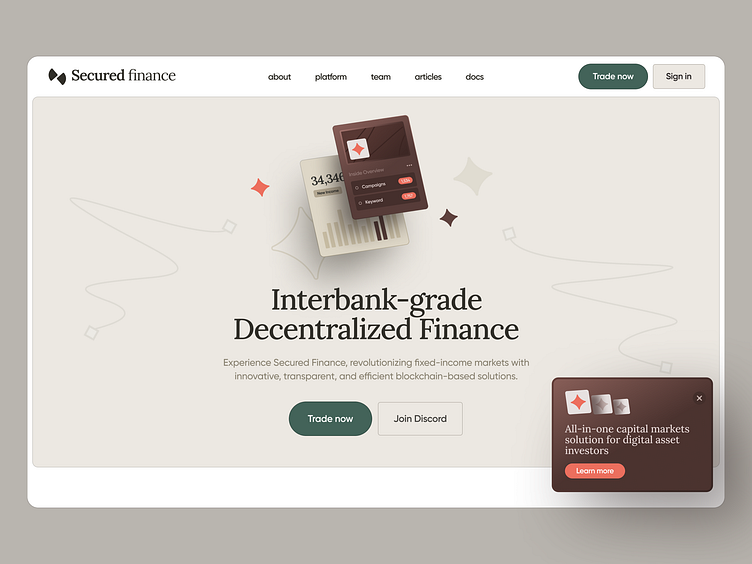 Secured finance
about
platform
team
articles
docs
Trade now
Sign in
34,346
New Income
Inside Overview
Campaigns
Keyword
Interbank-grade
Decentralized Finance
Experience Secured Finance, revolutionizing fixed-income markets with
innovative, transparent, and efficient blockchain-based solutions.
Trade now
Join Discord
All-in-one capital markets
solution for digital asset
investors
Learn more